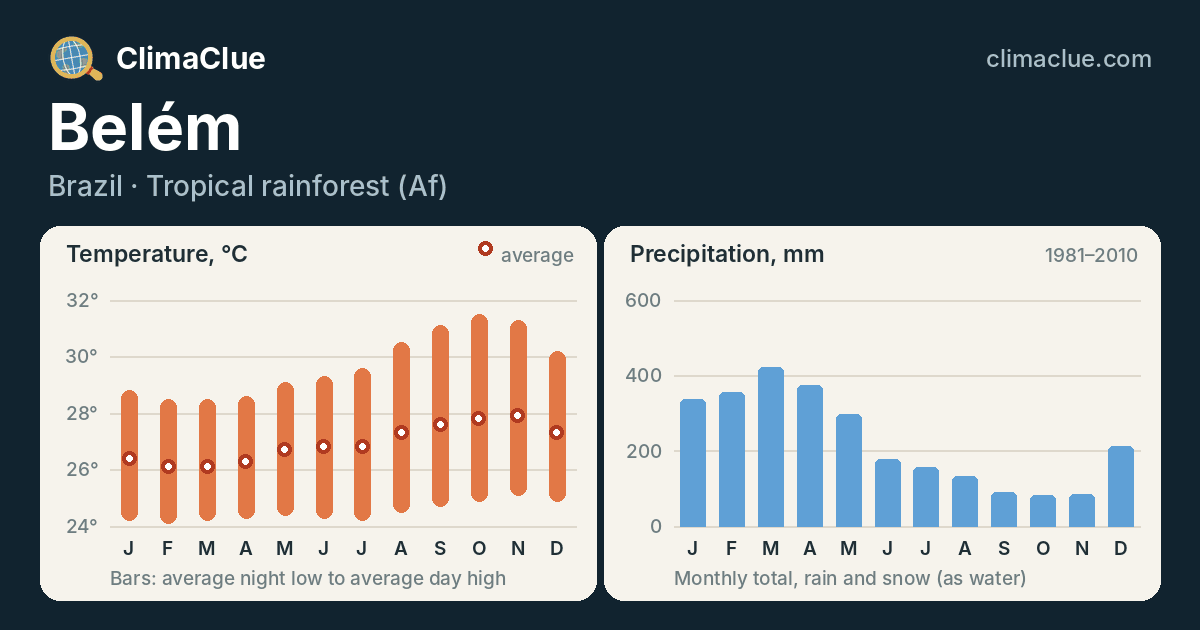 ClimaClue
climaclue.com
Belém
Brazil · Tropical rainforest (Af)
Temperature, °C
average
32°
30°
28°
26°
24°
J F M A M J J A S O N D
Bars: average night low to average day high
Precipitation, mm
1981–2010
600
400
200
0
J F M A M J J A S O N D
Monthly total, rain and snow (as water)